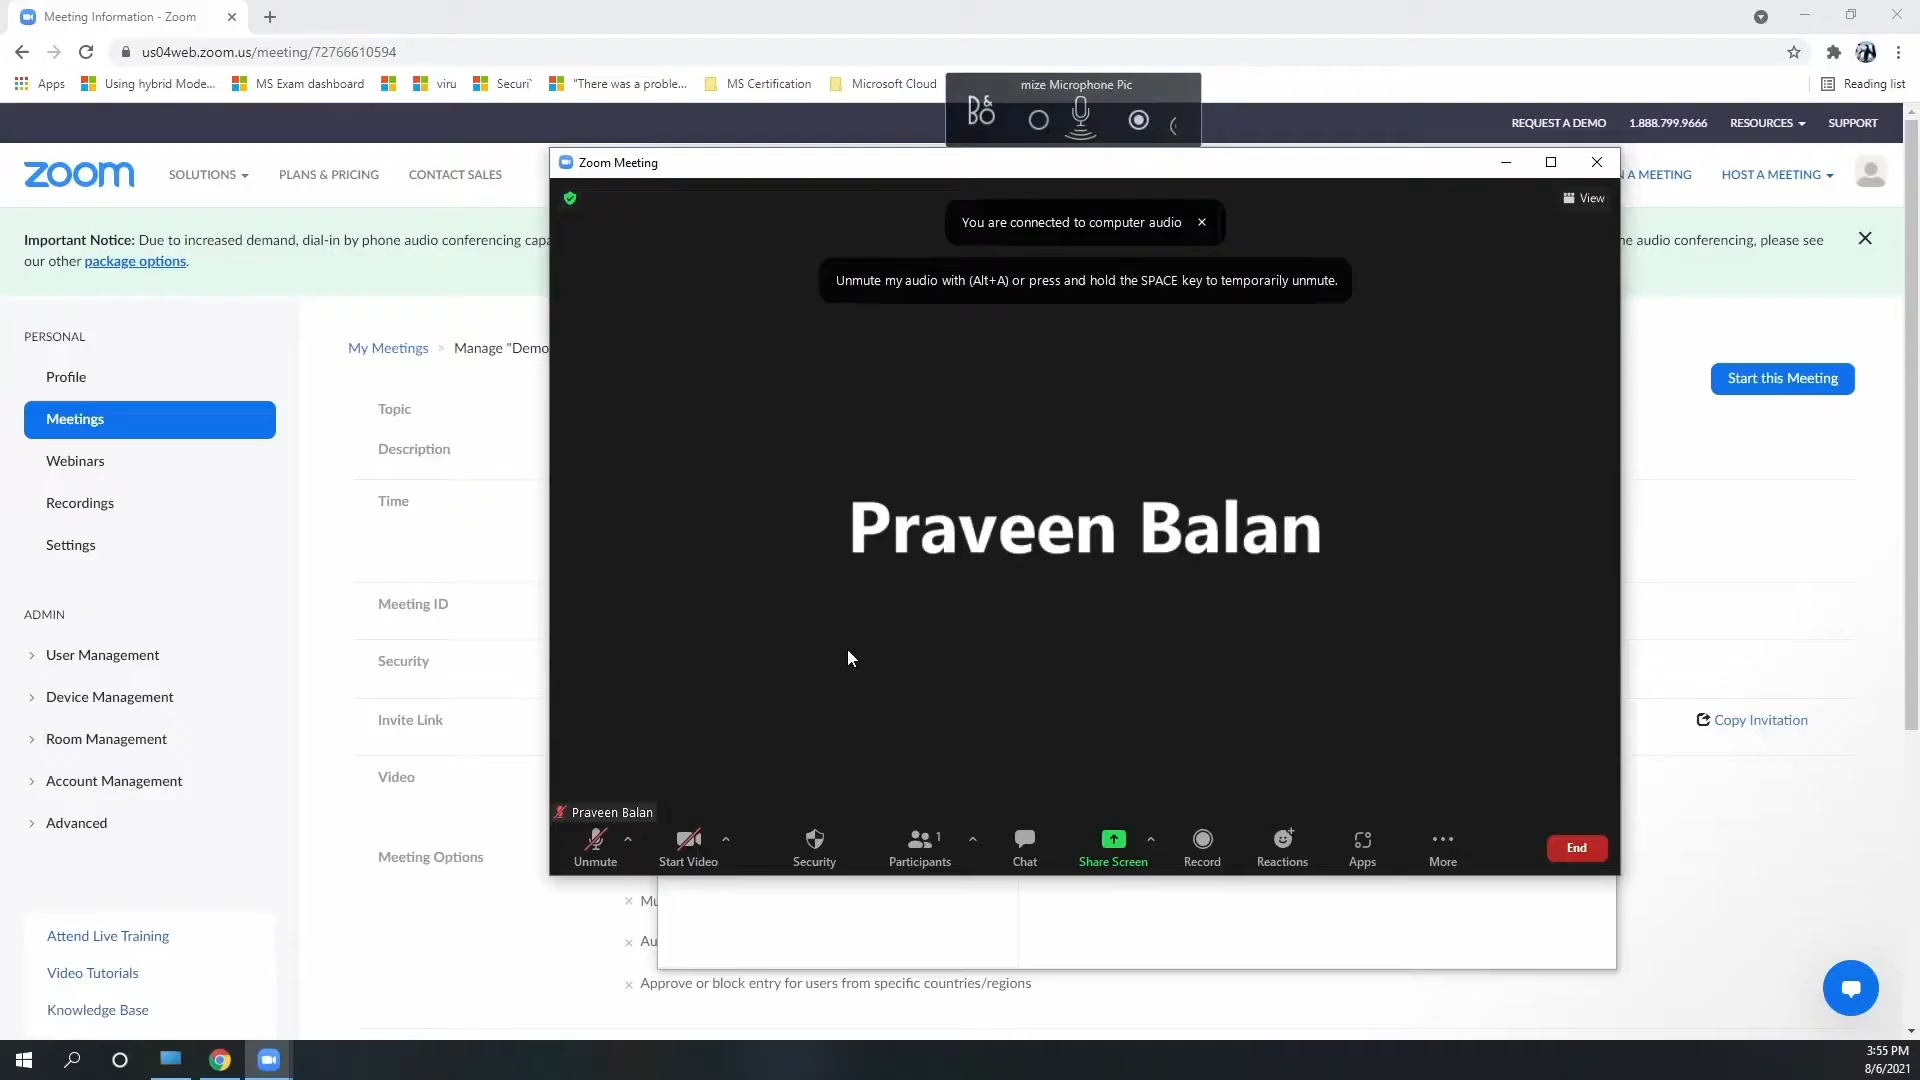 Meeting Information - Zoom
us04web.zoom.us/meeting/72766610594
Apps
Using hybrid Mode...
MS Exam dashboard
viru
Securi
"There was a proble...
MS Certification
Microsoft Cloud
Reading list
mize Microphone Pic
B&O
REQUEST A DEMO
1.888.799.9666
RESOURCES
SUPPORT
zoom
SOLUTIONS
PLANS & PRICING
CONTACT SALES
A MEETING
HOST A MEETING
Important Notice: Due to increased demand, dial-in by phone audio conferencing capa
e audio conferencing, please see
our other package options.
Zoom Meeting
View
You are connected to computer audio
Unmute my audio with (Alt+A) or press and hold the SPACE key to temporarily unmute.
Praveen Balan
Praveen Balan
Unmute
Start Video
Security
Participants
1
Chat
Share Screen
Record
Reactions
Apps
More
End
PERSONAL
Profile
Meetings
Webinars
Recordings
Settings
ADMIN
User Management
Device Management
Room Management
Account Management
Advanced
Attend Live Training
Video Tutorials
Knowledge Base
My Meetings > Manage "Demo
Start this Meeting
Topic
Description
Time
Meeting ID
Security
Invite Link
Copy Invitation
Video
Meeting Options
Mu
Au
Approve or block entry for users from specific countries/regions
3:55 PM
8/6/2021